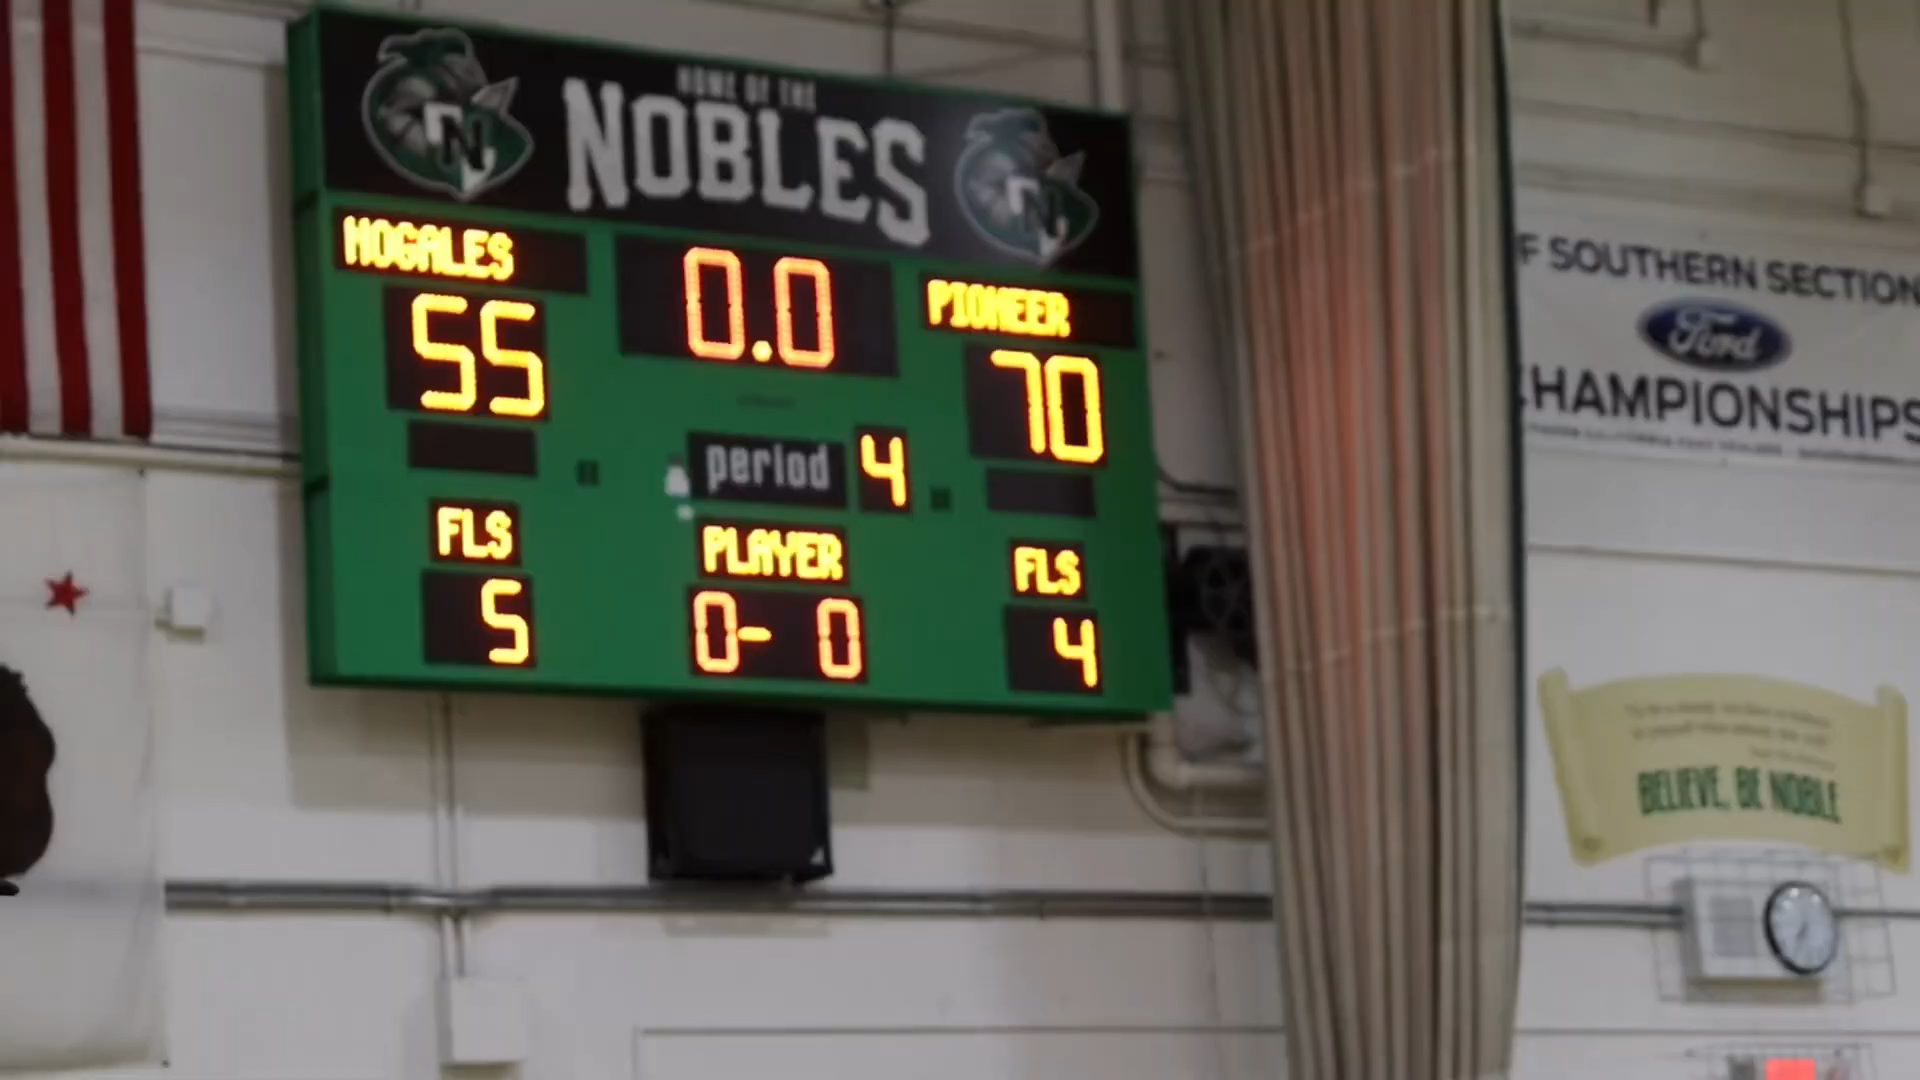 HOME OF THE
NOBLES
N
N
NOGALES
0.0
PIONEER
55
70
period 4
FLS
PLAYER
FLS
5
0- 0
4
F SOUTHERN SECTION
Ford
CHAMPIONSHIPS
BELIEVE, BE NOBLE